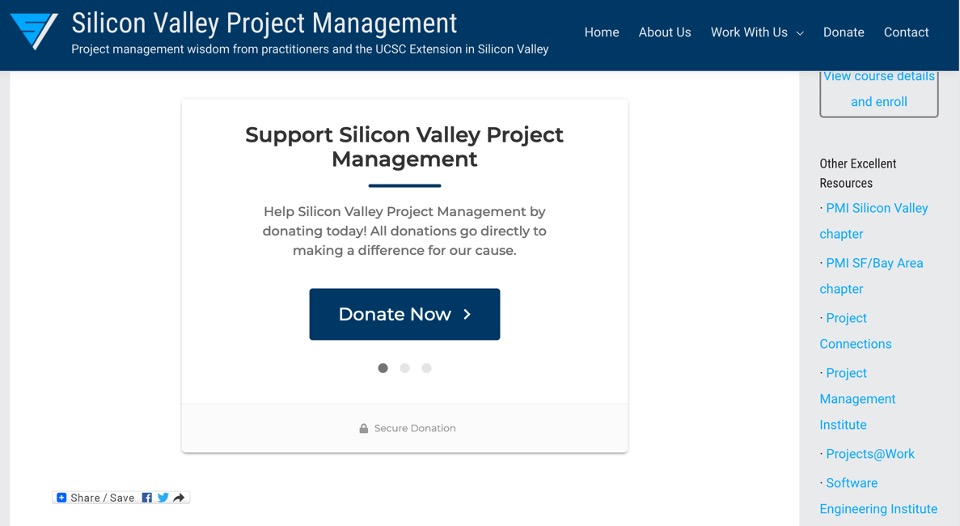 Silicon Valley Project Management
Project management wisdom from practitioners and the UCSC Extension in Silicon Valley
Home About Us Work With Us Donate Contact
Support Silicon Valley Project
Management
Help Silicon Valley Project Management by
donating today! All donations go directly to
making a difference for our cause.
Donate Now
Secure Donation
Share / Save
View course details
and enroll
Other Excellent
Resources
· PMI Silicon Valley
chapter
· PMI SF/Bay Area
chapter
· Project
Connections
· Project
Management
Institute
· Projects@Work
· Software
Engineering Institute